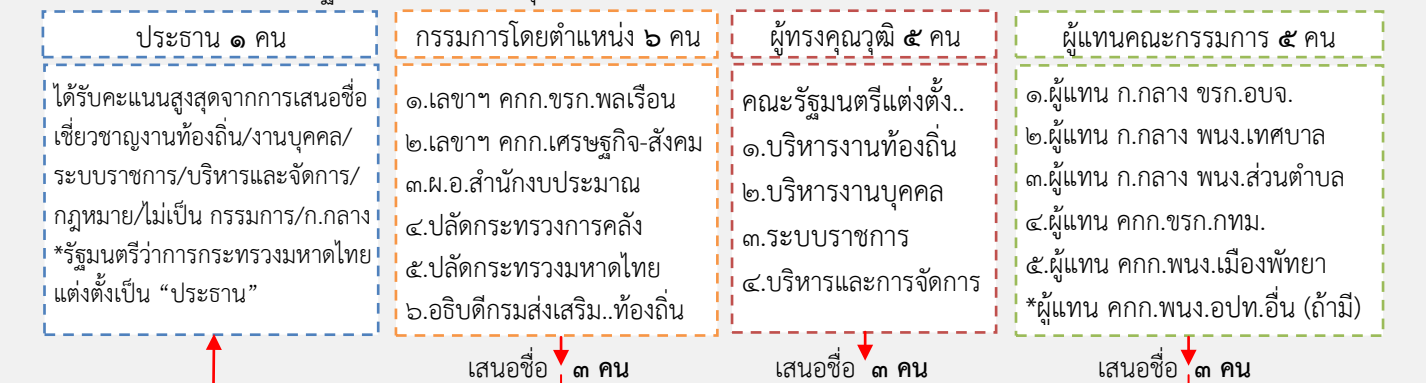 ประธาน ๑ คน
ได้รับคะแนนสูงสุดจากการเสนอชื่อ
เชี่ยวชาญงานท้องถิ่น/งานบุคคล/
ระบบราชการ/บริหารและจัดการ/
กฎหมาย/ไม่เป็น กรรมการ/ก.กลาง
*รัฐมนตรีว่าการกระทรวงมหาดไทย
แต่งตั้งเป็น “ประธาน”
กรรมการโดยตำแหน่ง ๖ คน
๑.เลขาฯ คกก.ขรก.พลเรือน
๒.เลขาฯ คกก.เศรษฐกิจ-สังคม
๓.ผ.อ.สำนักงบประมาณ
๔.ปลัดกระทรวงการคลัง
๕.ปลัดกระทรวงมหาดไทย
๖.อธิบดีกรมส่งเสริม..ท้องถิ่น
เสนอชื่อ ๓ คน
ผู้ทรงคุณวุฒิ ๕ คน
คณะรัฐมนตรีแต่งตั้ง..
๑.บริหารงานท้องถิ่น
๒.บริหารงานบุคคล
๓.ระบบราชการ
๔.บริหารและการจัดการ
เสนอชื่อ ๓ คน
ผู้แทนคณะกรรมการ ๕ คน
๑.ผู้แทน ก.กลาง ขรก.อบจ.
๒.ผู้แทน ก.กลาง พนง.เทศบาล
๓.ผู้แทน ก.กลาง พนง.ส่วนตำบล
๔.ผู้แทน คกก.ขรก.กทม.
๕.ผู้แทน คกก.พนง.เมืองพัทยา
*ผู้แทน คกก.พนง.อปท.อื่น (ถ้ามี)
เสนอชื่อ ๓ คน